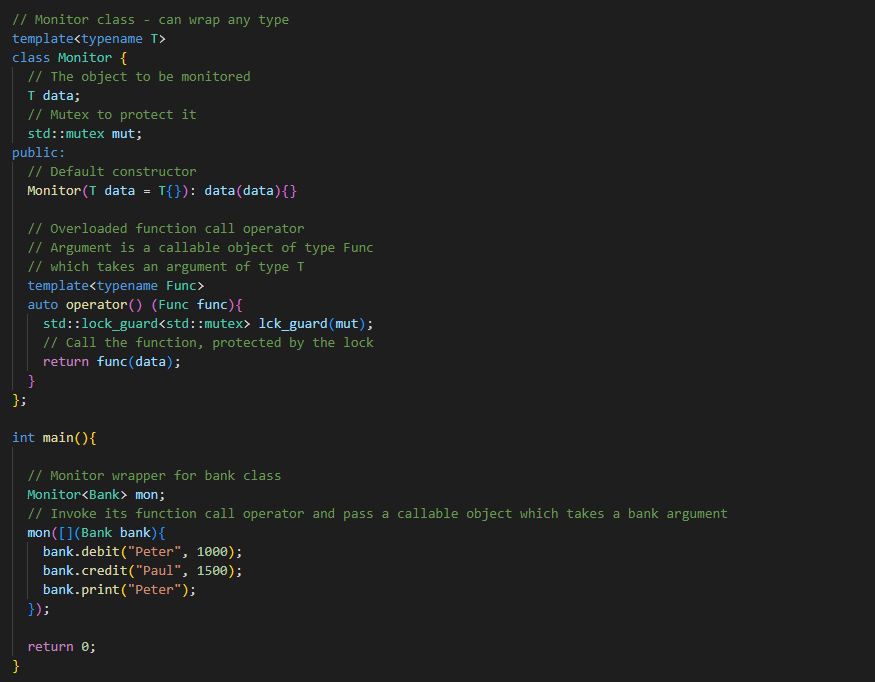 // Monitor class - can wrap any type
template<typename T>
class Monitor {
  // The object to be monitored
  T data;
  // Mutex to protect it
  std::mutex mut;
public:
  // Default constructor
  Monitor(T data = T{}): data(data){}

  // Overloaded function call operator
  // Argument is a callable object of type Func
  // which takes an argument of type T
  template<typename Func>
  auto operator() (Func func){
    std::lock_guard<std::mutex> lck_guard(mut);
    // Call the function, protected by the lock
    return func(data);
  }
};

int main(){

  // Monitor wrapper for bank class
  Monitor<Bank> mon;
  // Invoke its function call operator and pass a callable object which takes a bank argument
  mon([](Bank bank){
    bank.debit("Peter", 1000);
    bank.credit("Paul", 1500);
    bank.print("Peter");
  });

  return 0;
}